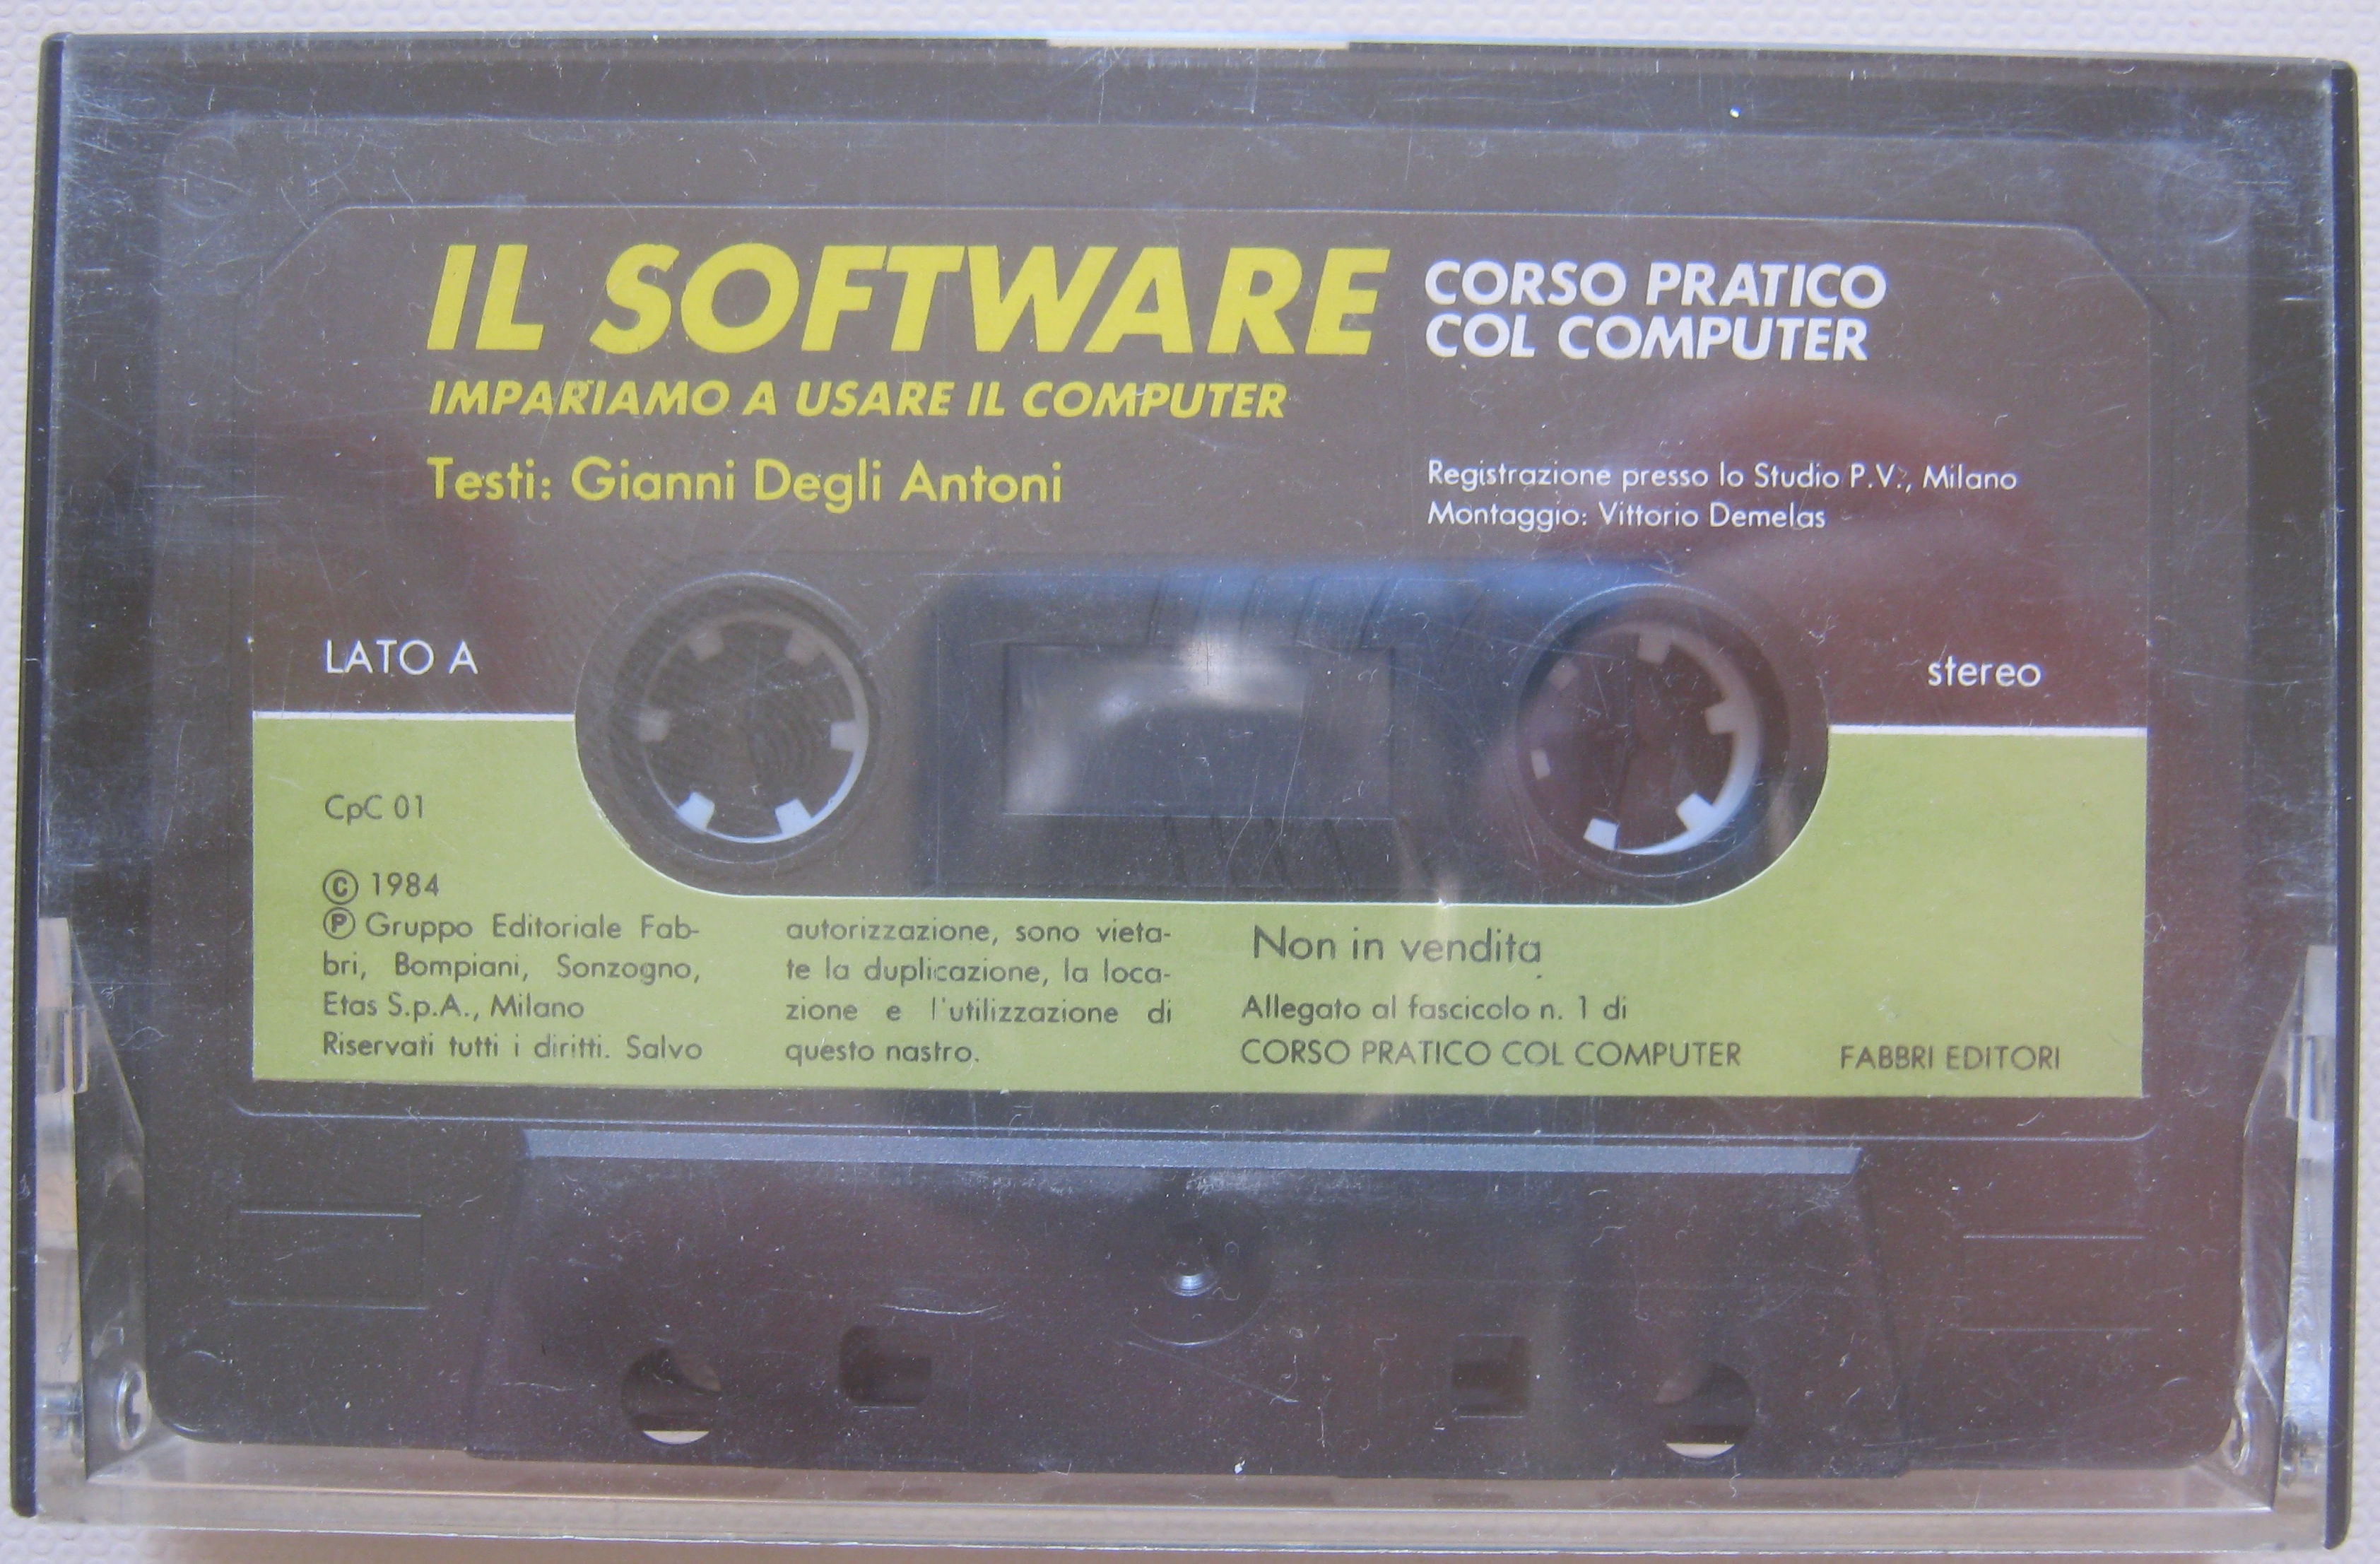 IL SOFTWARE
IMPARIAMO A USARE IL COMPUTER
Testi: Gianni Degli Antoni
CORSO PRATICO
COL COMPUTER
Registrazione presso lo Studio P.V., Milano
Montaggio: Vittorio Demelas
LATO A
stereo
CpC 01
© 1984
℗ Gruppo Editoriale Fab-
bri, Bompiani, Sonzogno,
Etas S.p.A., Milano
Riservati tutti i diritti. Salvo
autorizzazione, sono vieta-
te la duplicazione, la loca-
zione e l'utilizzazione di
questo nastro.
Non in vendita
Allegato al fascicolo n. 1 di
CORSO PRATICO COL COMPUTER
FABBRI EDITORI